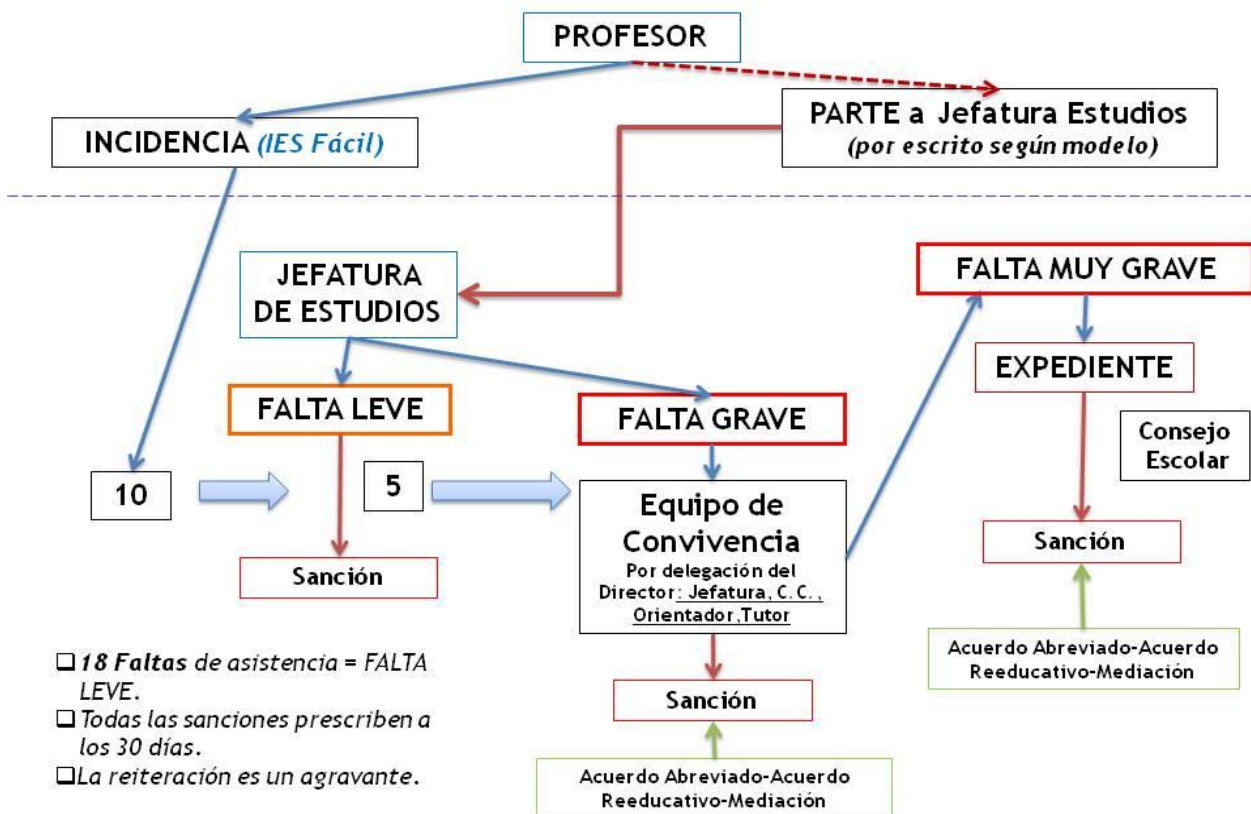 PROFESOR
INCIDENCIA (IES Fácil)
PARTE a Jefatura Estudios
(por escrito según modelo)
JEFATURA
DE ESTUDIOS
FALTA MUY GRAVE
EXPEDIENTE
FALTA LEVE
FALTA GRAVE
Consejo
Escolar
10
5
Equipo de
Convivencia
Por delegación del
Director: Jefatura, C.C.,
Orientador,Tutor
Sanción
Sanción
Sanción
Acuerdo Abreviado-Acuerdo
Reeducativo-Mediación
Acuerdo Abreviado-Acuerdo
Reeducativo-Mediación
❑ 18 Faltas de asistencia = FALTA
LEVE.
❑ Todas las sanciones prescriben a
los 30 días.
❑La reiteración es un agravante.